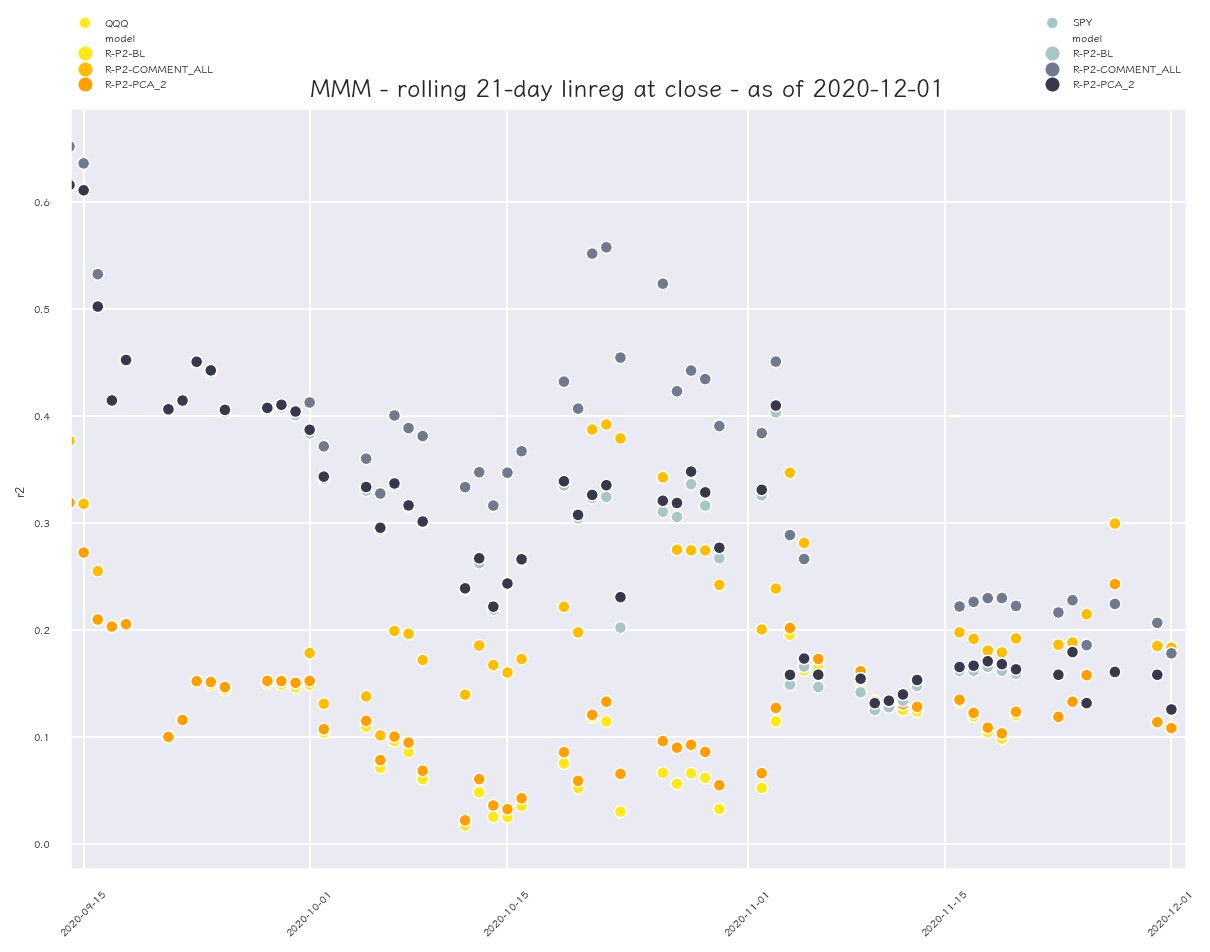 QQQ
model
R-P2-BL
R-P2-COMMENT_ALL
R-P2-PCA_2
SPY
model
R-P2-BL
R-P2-COMMENT_ALL
R-P2-PCA_2
MMM - rolling 21-day linreg at close - as of 2020-12-01
r2
0.6
0.5
0.4
0.3
0.2
0.1
0.0
2020-09-15
2020-10-01
2020-10-15
2020-11-01
2020-11-15
2020-12-01